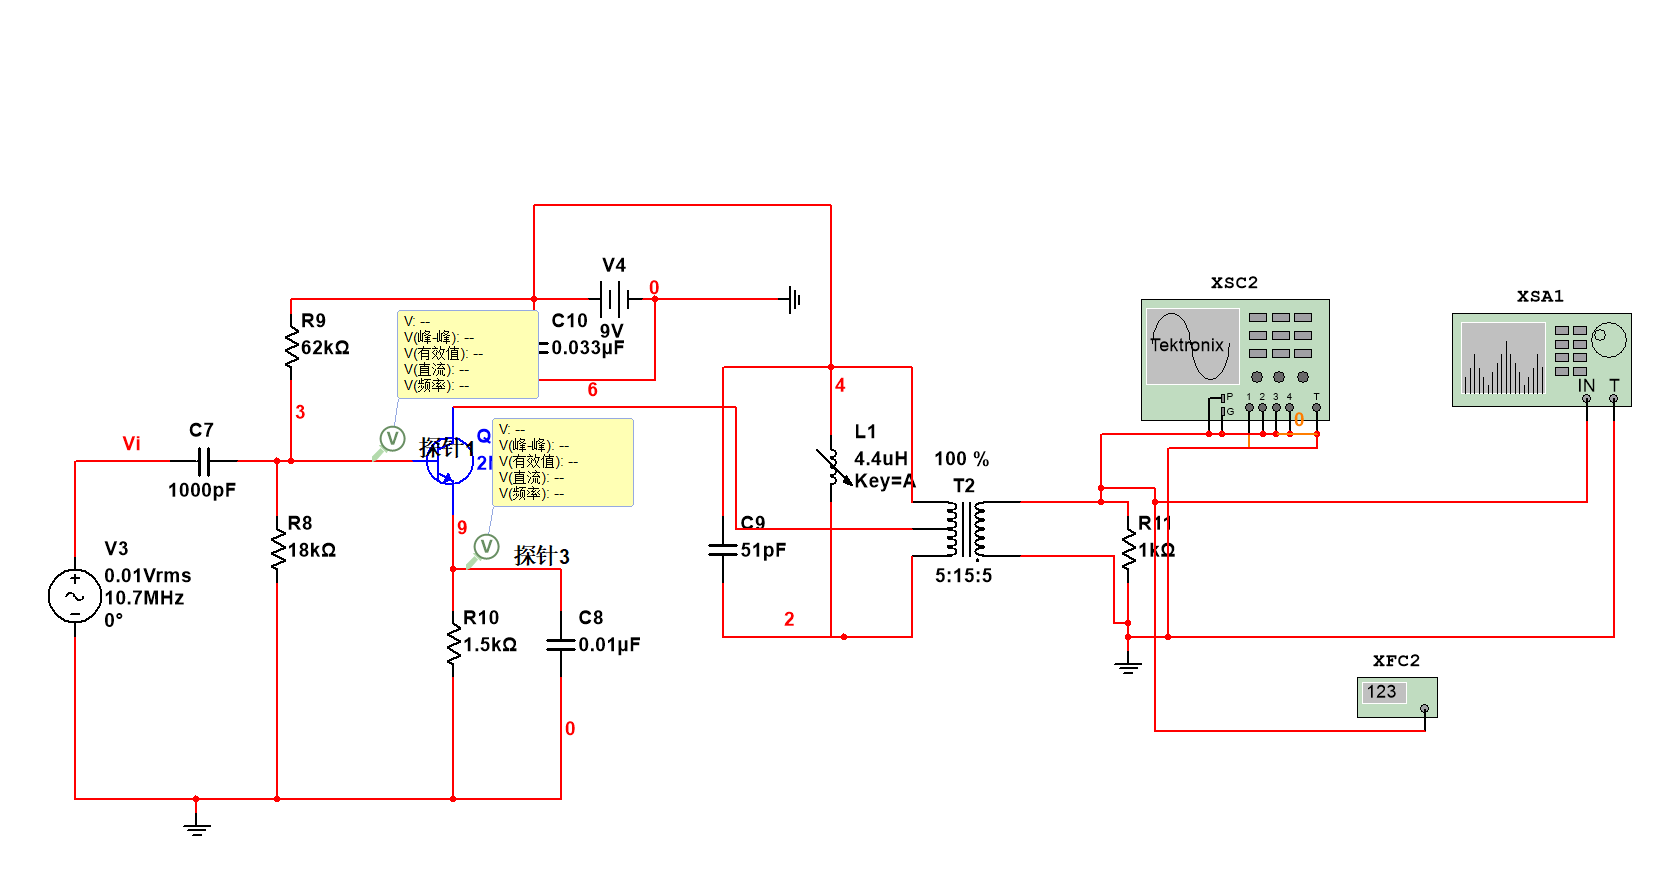 XSC2
Tektronix
P
G
1 2 3 4 T
0
XSA1
IN T
V4
0
9V
C10
0.033µF
6
R9
62kΩ
V: --
V(峰-峰): --
V(有效值): --
V(直流): --
V(频率): --
3
4
Vi
C7
1000pF
V
探针1
Q
2
V: --
V(峰-峰): --
V(有效值): --
V(直流): --
V(频率): --
L1
4.4uH
Key=A
100 %
T2
5:15:5
9
V
探针3
C9
51pF
R11
1kΩ
R8
18kΩ
V3
0.01Vrms
10.7MHz
0°
R10
1.5kΩ
C8
0.01µF
2
0
XFC2
123